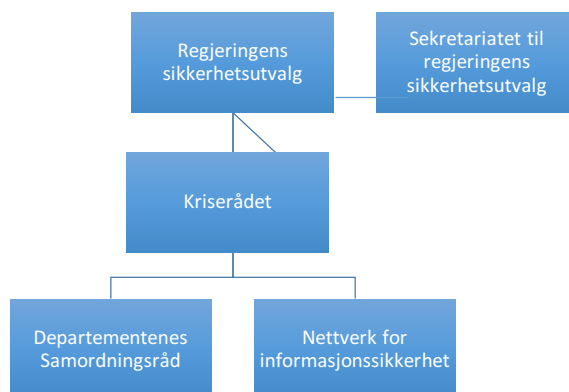 Regjeringens
sikkerhetsutvalg
Sekretariatet til
regjeringens
sikkerhetsutvalg
Kriserådet
Departementenes
Samordningsråd
Nettverk for
informasjonssikkerhet